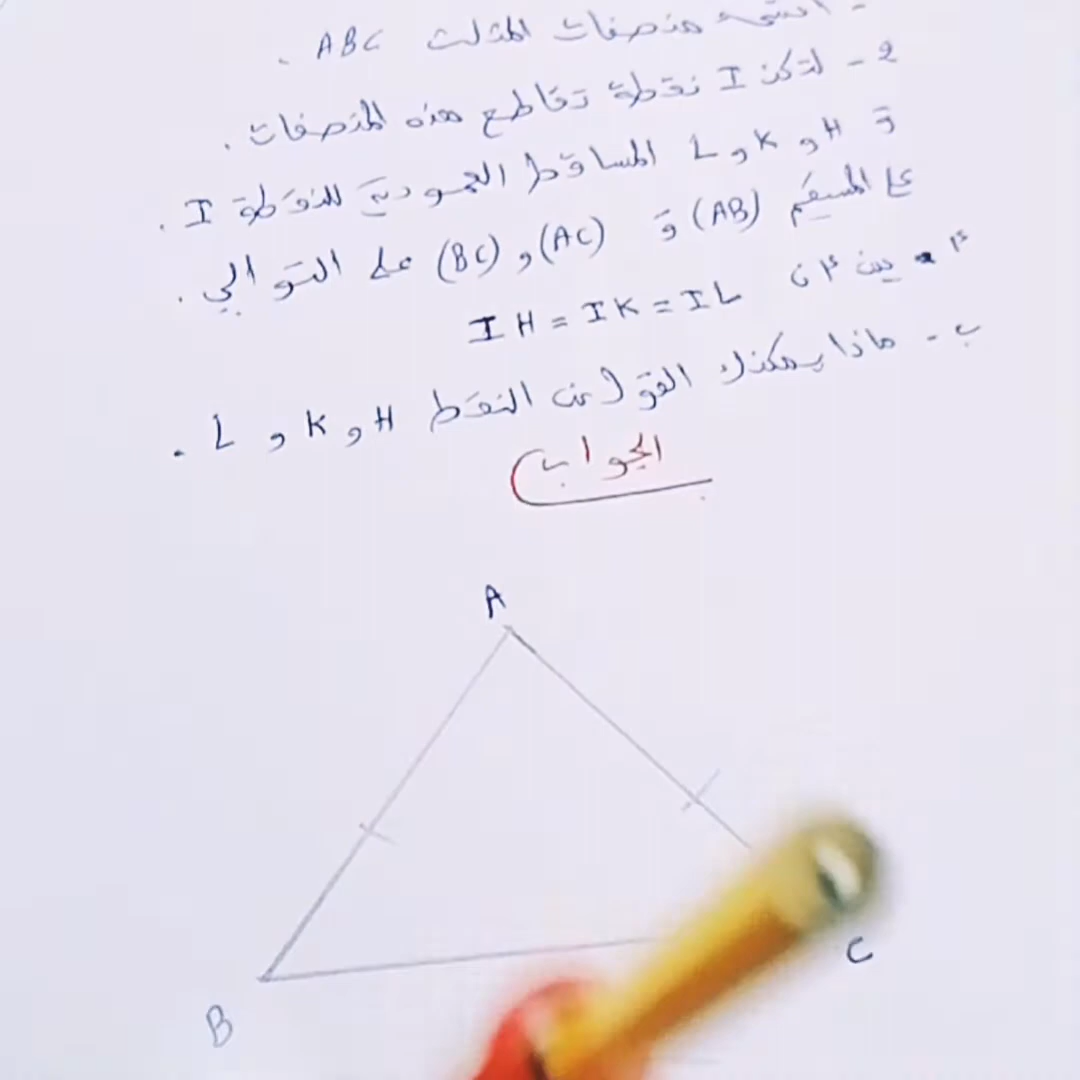 - انشئ منصفات المثلث ABC .
2 - لتكن I نقطة تقاطع هذه المنصفات .
و H و K و L المساقط العمودية للنقطة I .
على المستقيم (AB) و (AC) و (BC) على التوالي .
أ - بين أن IH = IK = IL
ب - ماذا يمكنك القول عن النقط H و K و L .
الجواب
A
C
B